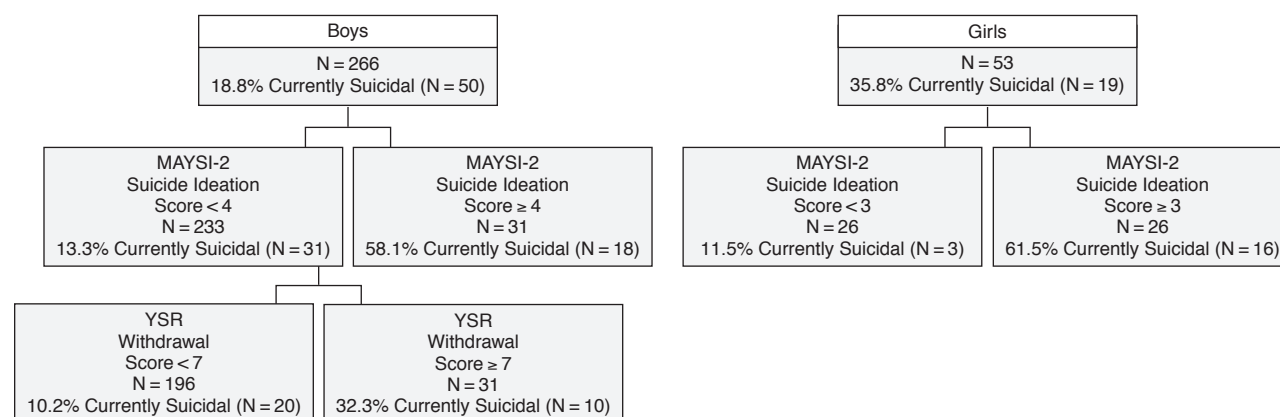 Boys
N = 266
18.8% Currently Suicidal (N = 50)
Girls
N = 53
35.8% Currently Suicidal (N = 19)
MAYSI-2
Suicide Ideation
Score < 4
N = 233
13.3% Currently Suicidal (N = 31)
MAYSI-2
Suicide Ideation
Score ≥ 4
N = 31
58.1% Currently Suicidal (N = 18)
MAYSI-2
Suicide Ideation
Score < 3
N = 26
11.5% Currently Suicidal (N = 3)
MAYSI-2
Suicide Ideation
Score ≥ 3
N = 26
61.5% Currently Suicidal (N = 16)
YSR
Withdrawal
Score < 7
N = 196
10.2% Currently Suicidal (N = 20)
YSR
Withdrawal
Score ≥ 7
N = 31
32.3% Currently Suicidal (N = 10)